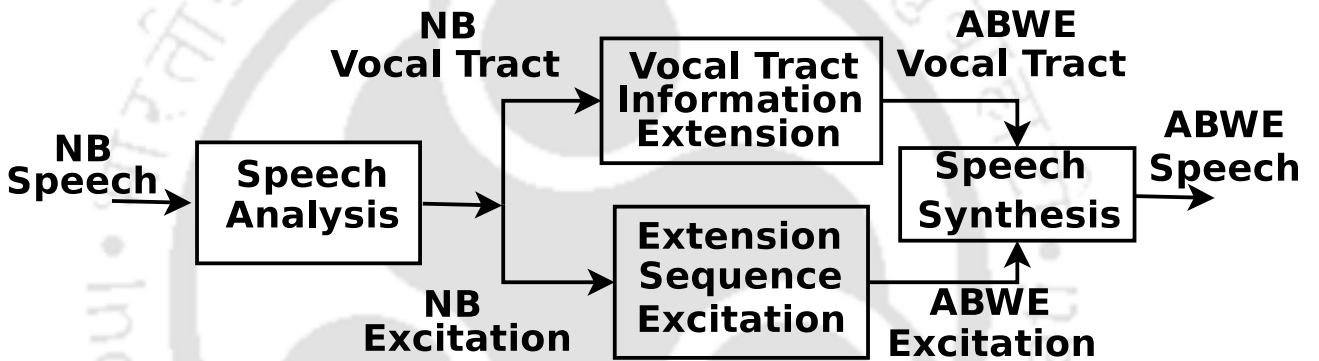 NB
Vocal Tract
ABWE
Vocal Tract
Vocal Tract
Information
Extension
NB
Speech
Speech
Analysis
ABWE
Speech
Speech
Synthesis
Extension
Sequence
Excitation
NB
Excitation
ABWE
Excitation